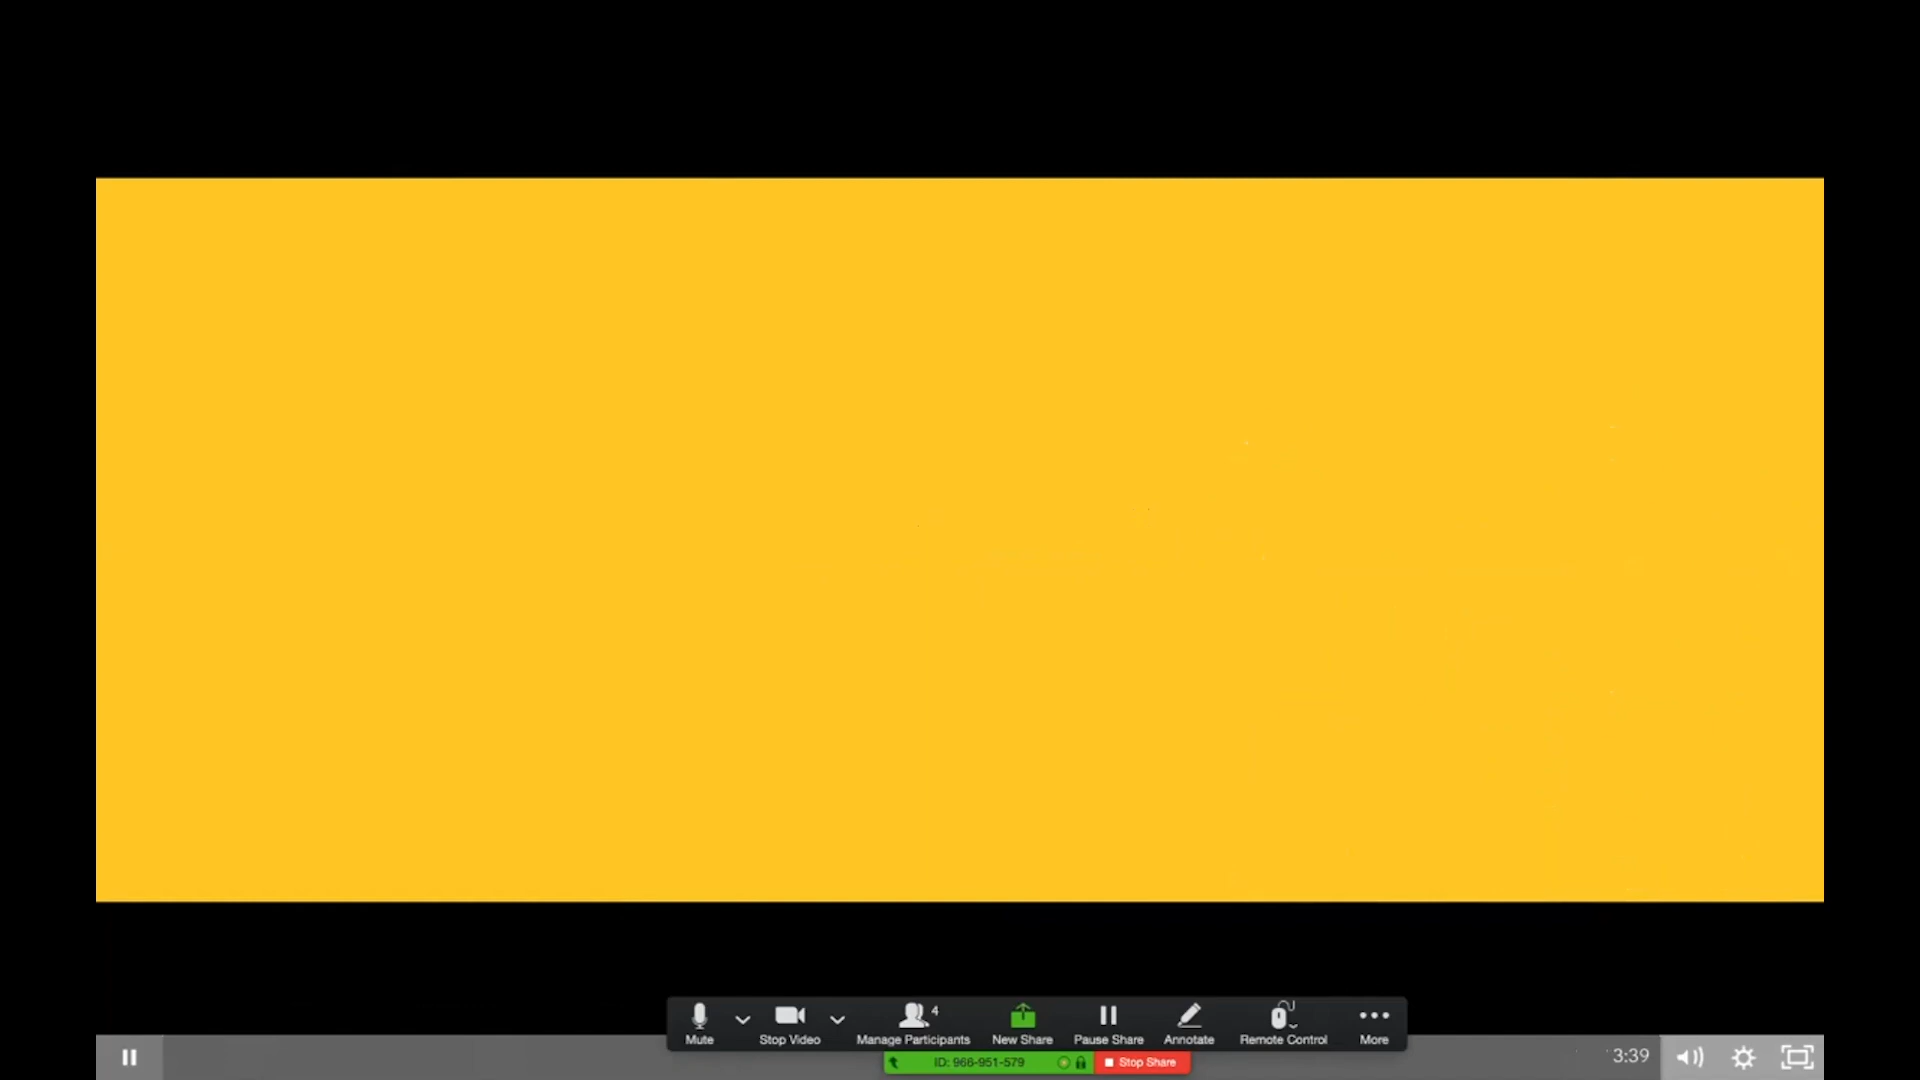 4
Mute
Stop Video
Manage Participants
New Share
Pause Share
Annotate
Remote Control
More
ID: 966-951-579
Stop Share
3:39